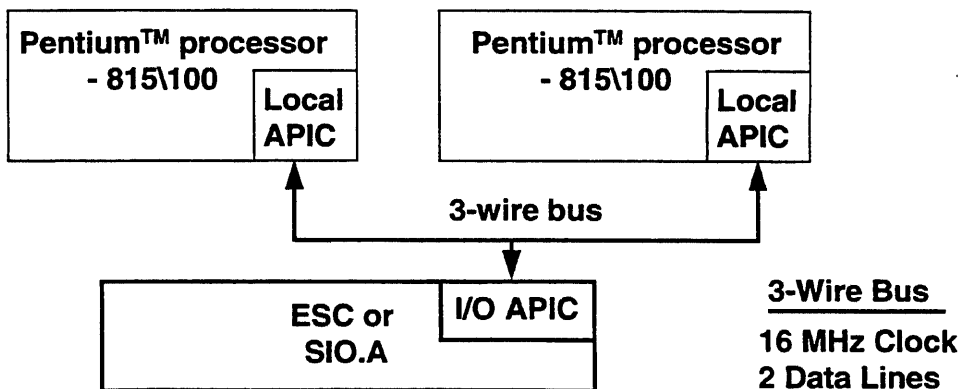 Pentium™ processor
- 815\100
Local
APIC
Pentium™ processor
- 815\100
Local
APIC
3-wire bus
ESC or
SIO.A
I/O APIC
3-Wire Bus
16 MHz Clock
2 Data Lines